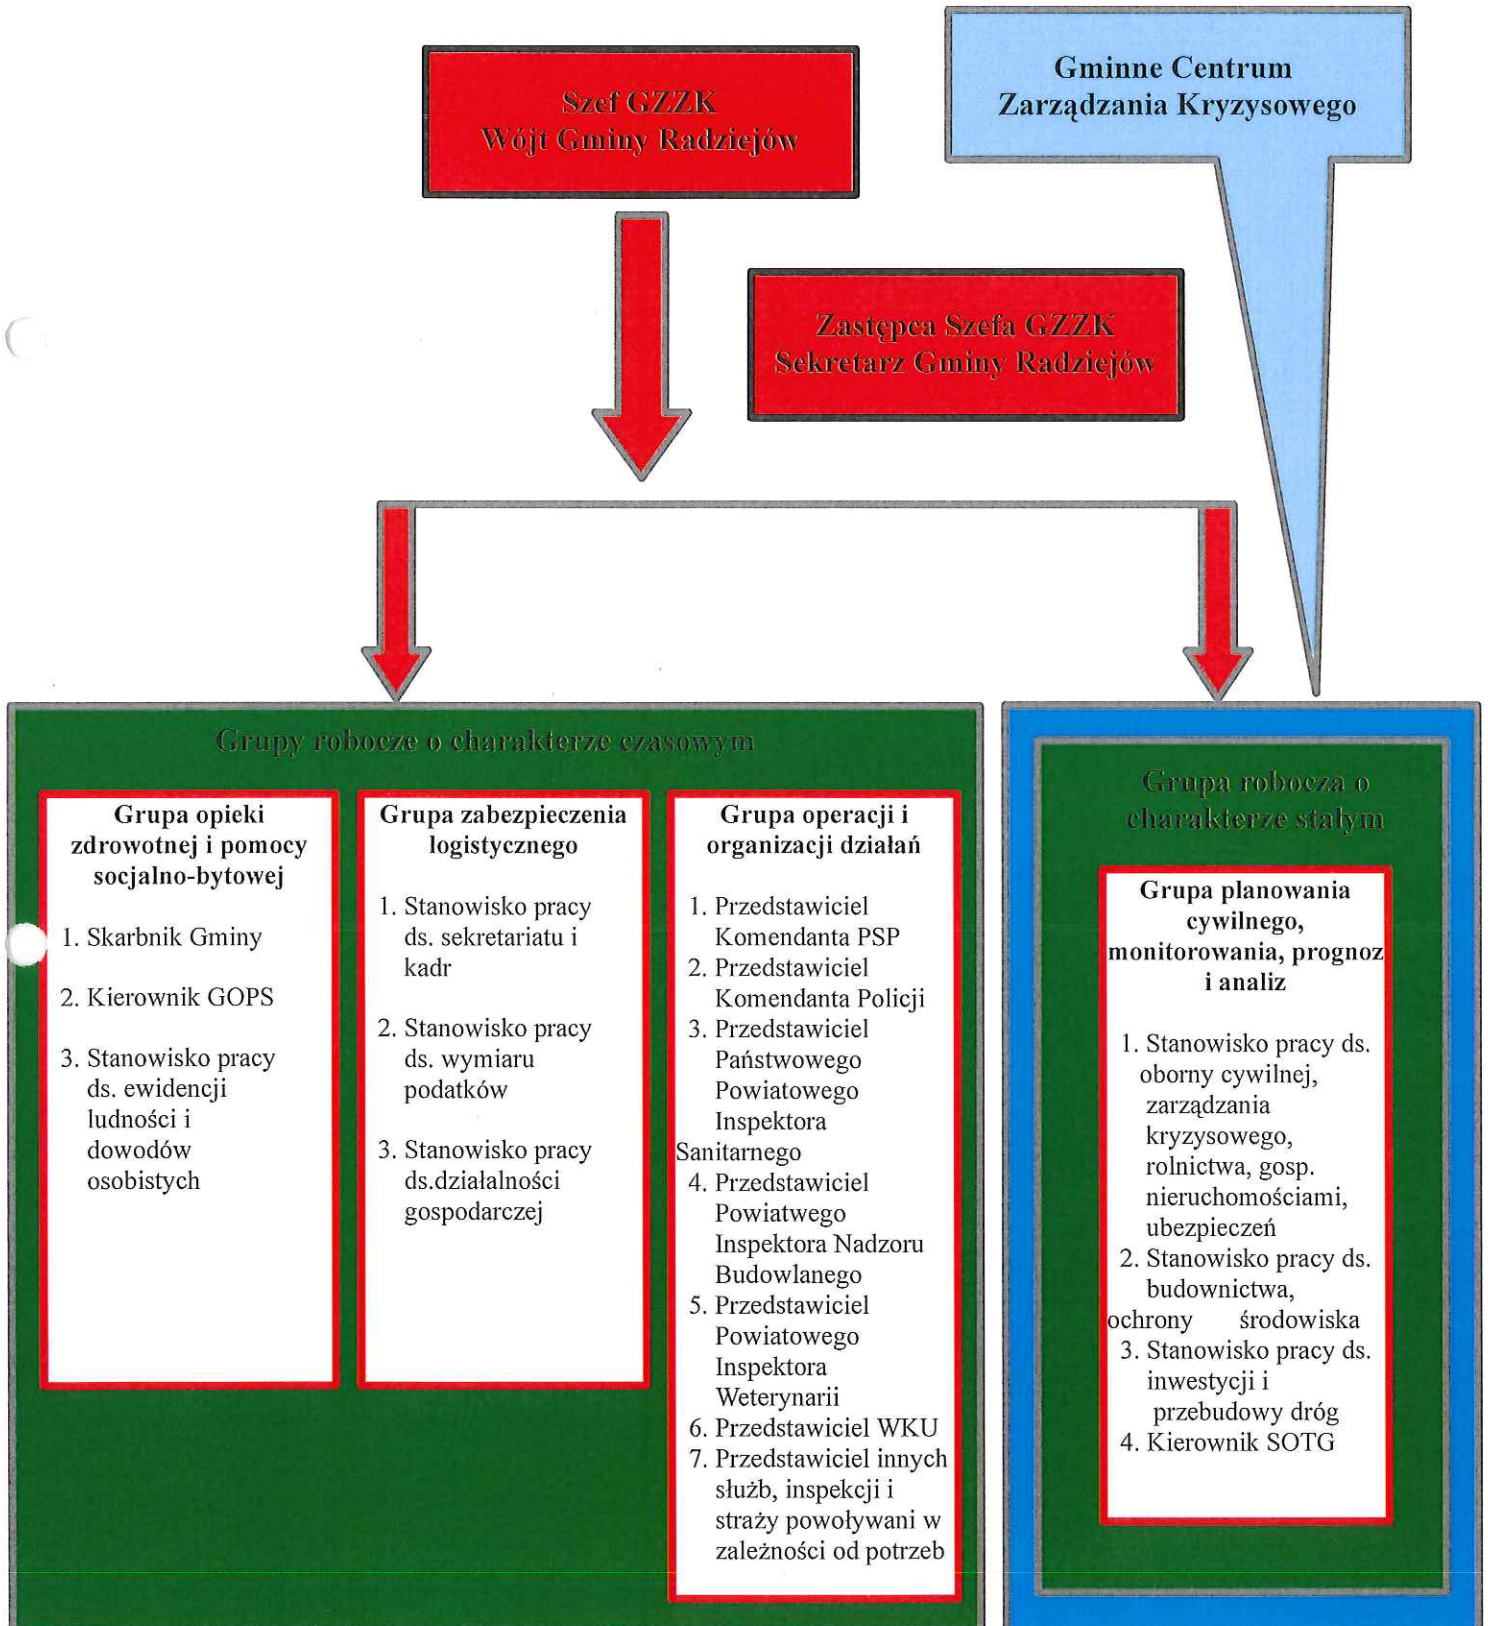 Szef GZZK
Wójt Gminy Radziejów
Gminne Centrum
Zarządzania Kryzysowego
Zastępca Szefa GZZK
Sekretarz Gminy Radziejów
Grupy robocze o charakterze czasowym
Grupa opieki
zdrowotnej i pomocy
socjalno-bytowej
1. Skarbnik Gminy
2. Kierownik GOPS
3. Stanowisko pracy
ds. ewidencji
ludności i
dowodów
osobistych
Grupa zabezpieczenia
logistycznego
1. Stanowisko pracy
ds. sekretariatu i
kadr
2. Stanowisko pracy
ds. wymiaru
podatków
3. Stanowisko pracy
ds.działalności
gospodarczej
Grupa operacji i
organizacji działań
1. Przedstawiciel
Komendanta PSP
2. Przedstawiciel
Komendanta Policji
3. Przedstawiciel
Państwowego
Powiatowego
Inspektora
Sanitarnego
4. Przedstawiciel
Powiatwego
Inspektora Nadzoru
Budowlanego
5. Przedstawiciel
Powiatowego
Inspektora
Weterynarii
6. Przedstawiciel WKU
7. Przedstawiciel innych
służb, inspekcji i
straży powoływani w
zależności od potrzeb
Grupa robocza o
charakterze stałym
Grupa planowania
cywilnego,
monitorowania, prognoz
i analiz
1. Stanowisko pracy ds.
oborny cywilnej,
zarządzania
kryzysowego,
rolnictwa, gosp.
nieruchomościami,
ubezpieczeń
2. Stanowisko pracy ds.
budownictwa,
ochrony środowiska
3. Stanowisko pracy ds.
inwestycji i
przebudowy dróg
4. Kierownik SOTG